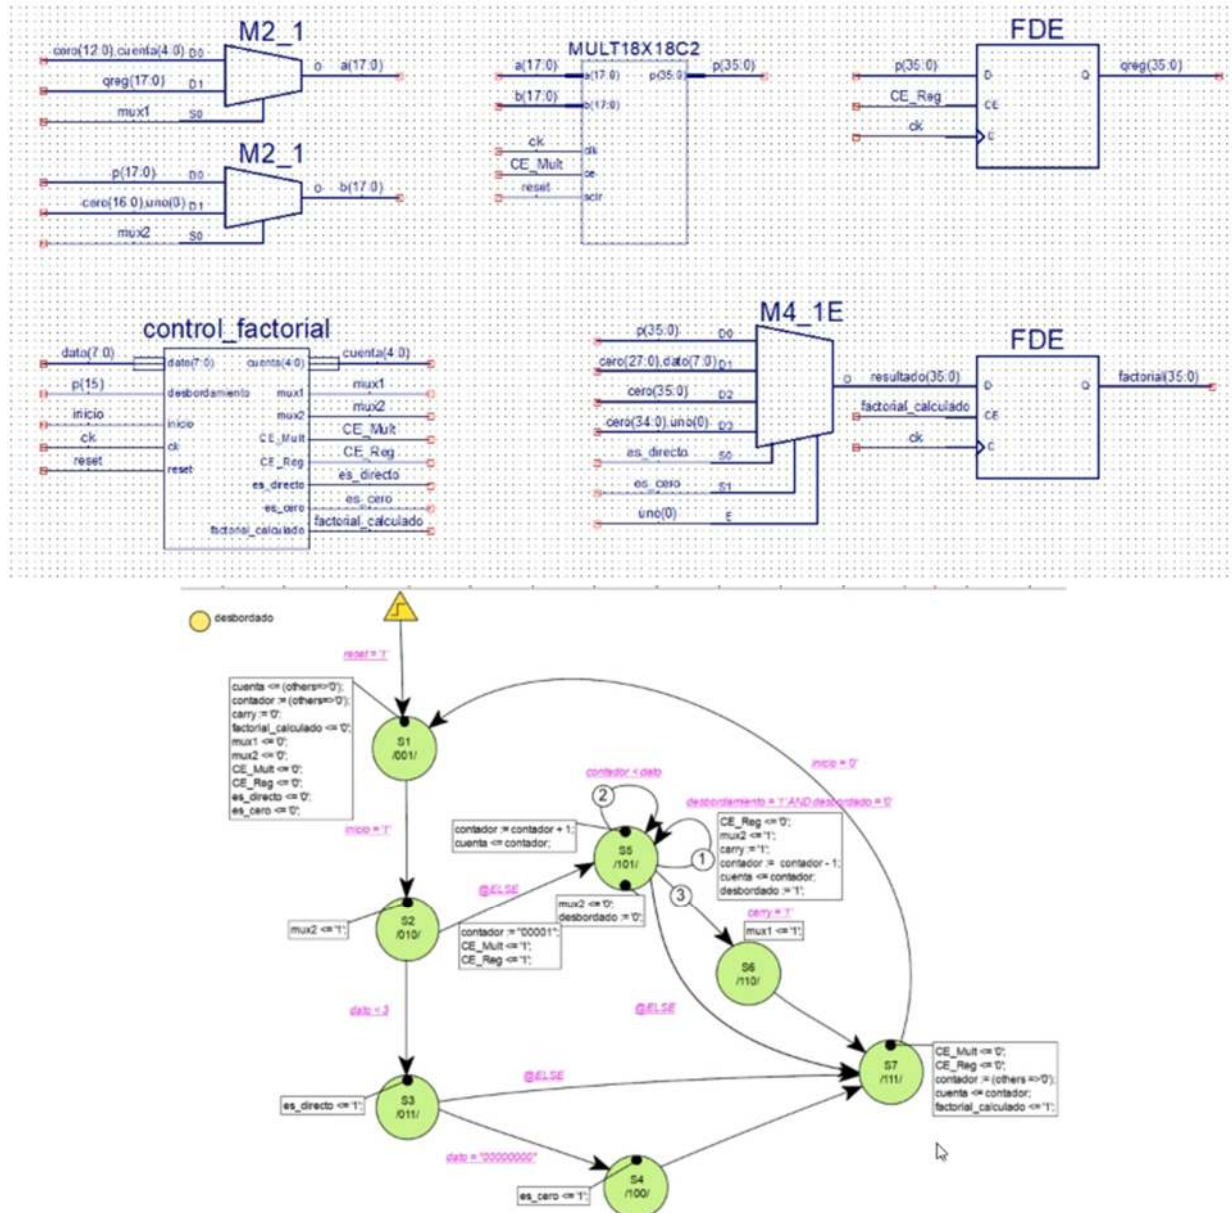 M2_1
cero(12:0),cuenta(4:0) D0
qreg(17:0) D1
mux1 S0
O a(17:0)
M2_1
p(17:0) D0
cero(16:0),uno(0) D1
mux2 S0
O b(17:0)
MULT18X18C2
a(17:0) a(17:0) p(35:0) p(35:0)
b(17:0) b(17:0)
ck clk
CE_Mult ce
reset sclr
FDE
p(35:0) D Q qreg(35:0)
CE_Reg CE
ck C
control_factorial
dato(7:0) dato(7:0) cuenta(4:0) cuenta(4:0)
p(15) desbordamiento mux1 mux1
inicio inicio mux2 mux2
ck ck CE_Mult CE_Mult
reset reset CE_Reg CE_Reg
es_directo es_directo
es_cero es_cero
factorial_calculado factorial_calculado
M4_1E
p(35:0) D0
cero(27:0),dato(7:0) D1
cero(35:0) D2
cero(34:0),uno(0) D3
es_directo S0
es_cero S1
uno(0) E
O resultado(35:0)
FDE
D Q factorial(35:0)
factorial_calculado CE
ck C
desbordado
reset = '1'
cuenta <= (others=>'0');
contador := (others=>'0');
carry := '0';
factorial_calculado <= '0';
mux1 <= '0';
mux2 <= '0';
CE_Mult <= '0';
CE_Reg <= '0';
es_directo <= '0';
es_cero <= '0';
S1
/001/
inicio = '1'
inicio = '0'
contador < dato
2
desbordamiento = '1' AND desbordado = '0'
contador := contador + 1;
cuenta <= contador;
S5
/101/
1
CE_Reg <= '0';
mux2 <= '1';
carry := '1';
contador := contador - 1;
cuenta <= contador;
desbordado := '1';
@ELSE
3
mux2 <= '0';
desbordado := '0';
mux2 <= '1';
S2
/010/
contador := "00001";
CE_Mult <= '1';
CE_Reg <= '1';
carry = '1'
mux1 <= '1';
S6
/110/
dato < 3
@ELSE
S7
/111/
CE_Mult <= '0';
CE_Reg <= '0';
contador := (others =>'0');
cuenta <= contador;
factorial_calculado <= '1';
@ELSE
es_directo <= '1';
S3
/011/
dato = "00000000"
es_cero <= '1';
S4
/100/